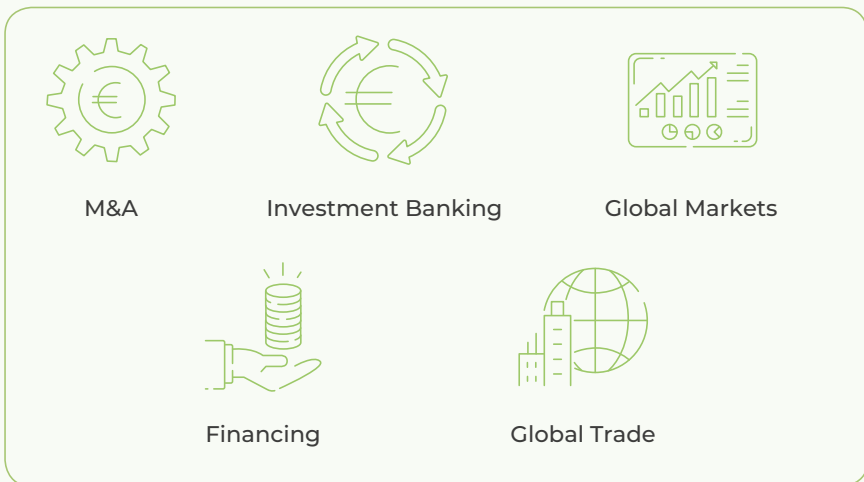 M&A
Investment Banking
Global Markets
Financing
Global Trade